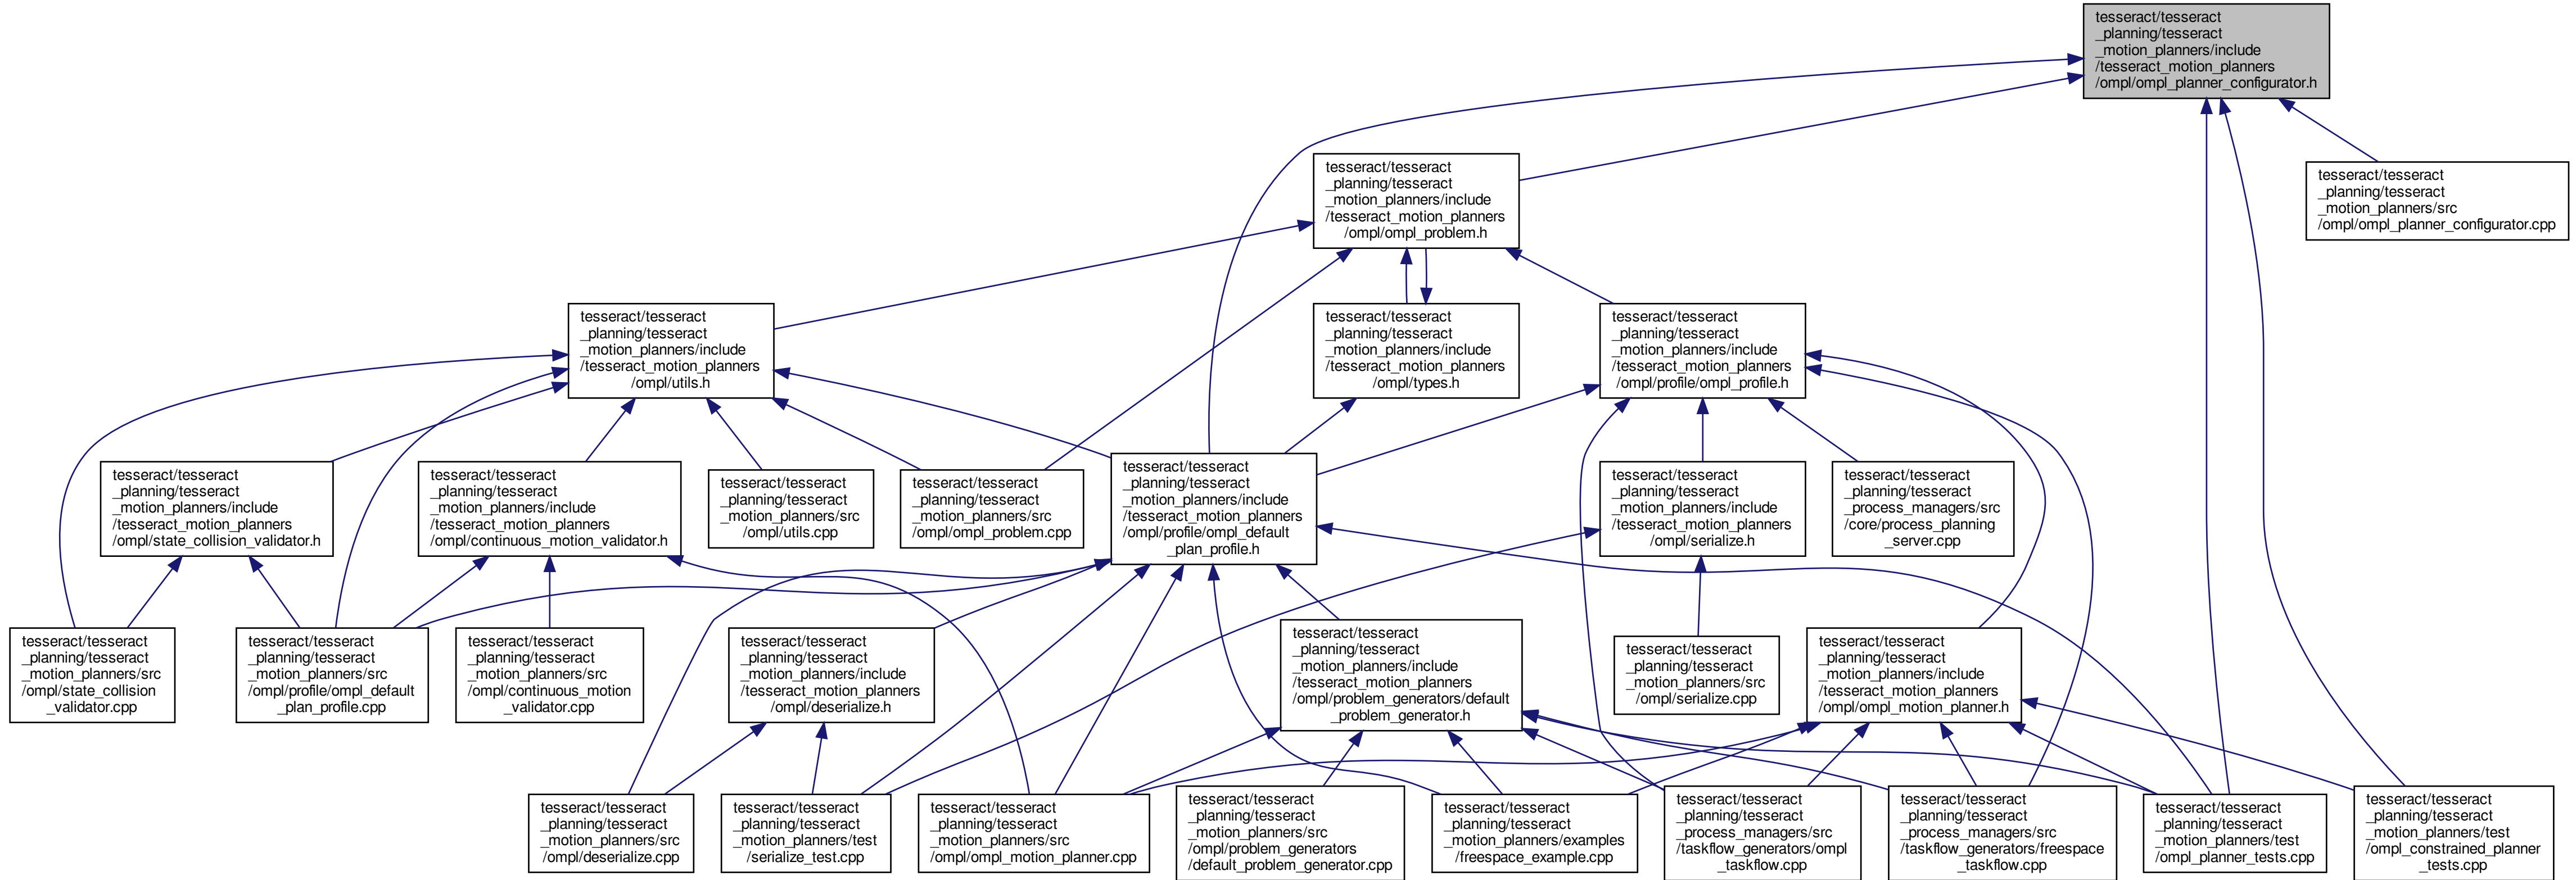 tesseract/tesseract
_planning/tesseract
_motion_planners/include
/tesseract_motion_planners
/ompl/ompl_planner_configurator.h
tesseract/tesseract
_planning/tesseract
_motion_planners/include
/tesseract_motion_planners
/ompl/ompl_problem.h
tesseract/tesseract
_planning/tesseract
_motion_planners/src
/ompl/ompl_planner_configurator.cpp
tesseract/tesseract
_planning/tesseract
_motion_planners/include
/tesseract_motion_planners
/ompl/utils.h
tesseract/tesseract
_planning/tesseract
_motion_planners/include
/tesseract_motion_planners
/ompl/types.h
tesseract/tesseract
_planning/tesseract
_motion_planners/include
/tesseract_motion_planners
/ompl/profile/ompl_profile.h
tesseract/tesseract
_planning/tesseract
_motion_planners/include
/tesseract_motion_planners
/ompl/state_collision_validator.h
tesseract/tesseract
_planning/tesseract
_motion_planners/include
/tesseract_motion_planners
/ompl/continuous_motion_validator.h
tesseract/tesseract
_planning/tesseract
_motion_planners/src
/ompl/utils.cpp
tesseract/tesseract
_planning/tesseract
_motion_planners/src
/ompl/ompl_problem.cpp
tesseract/tesseract
_planning/tesseract
_motion_planners/include
/tesseract_motion_planners
/ompl/profile/ompl_default
_plan_profile.h
tesseract/tesseract
_planning/tesseract
_motion_planners/include
/tesseract_motion_planners
/ompl/serialize.h
tesseract/tesseract
_planning/tesseract
_process_managers/src
/core/process_planning
_server.cpp
tesseract/tesseract
_planning/tesseract
_motion_planners/src
/ompl/state_collision
_validator.cpp
tesseract/tesseract
_planning/tesseract
_motion_planners/src
/ompl/profile/ompl_default
_plan_profile.cpp
tesseract/tesseract
_planning/tesseract
_motion_planners/src
/ompl/continuous_motion
_validator.cpp
tesseract/tesseract
_planning/tesseract
_motion_planners/include
/tesseract_motion_planners
/ompl/deserialize.h
tesseract/tesseract
_planning/tesseract
_motion_planners/include
/tesseract_motion_planners
/ompl/problem_generators/default
_problem_generator.h
tesseract/tesseract
_planning/tesseract
_motion_planners/src
/ompl/serialize.cpp
tesseract/tesseract
_planning/tesseract
_motion_planners/include
/tesseract_motion_planners
/ompl/ompl_motion_planner.h
tesseract/tesseract
_planning/tesseract
_motion_planners/src
/ompl/deserialize.cpp
tesseract/tesseract
_planning/tesseract
_motion_planners/test
/serialize_test.cpp
tesseract/tesseract
_planning/tesseract
_motion_planners/src
/ompl/ompl_motion_planner.cpp
tesseract/tesseract
_planning/tesseract
_motion_planners/src
/ompl/problem_generators
/default_problem_generator.cpp
tesseract/tesseract
_planning/tesseract
_motion_planners/examples
/freespace_example.cpp
tesseract/tesseract
_planning/tesseract
_process_managers/src
/taskflow_generators/ompl
_taskflow.cpp
tesseract/tesseract
_planning/tesseract
_process_managers/src
/taskflow_generators/freespace
_taskflow.cpp
tesseract/tesseract
_planning/tesseract
_motion_planners/test
/ompl_planner_tests.cpp
tesseract/tesseract
_planning/tesseract
_motion_planners/test
/ompl_constrained_planner
_tests.cpp